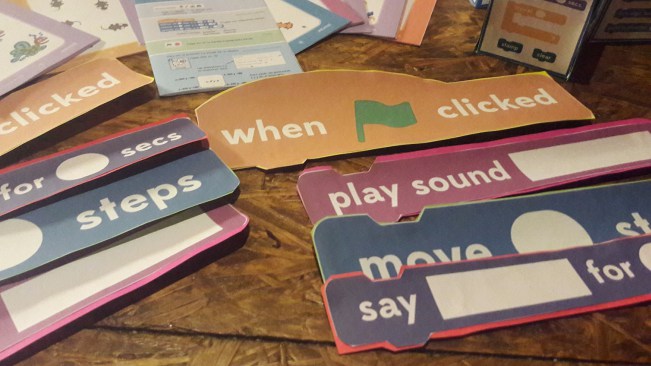 when clicked
clicked
for secs
steps
play sound
move
say for